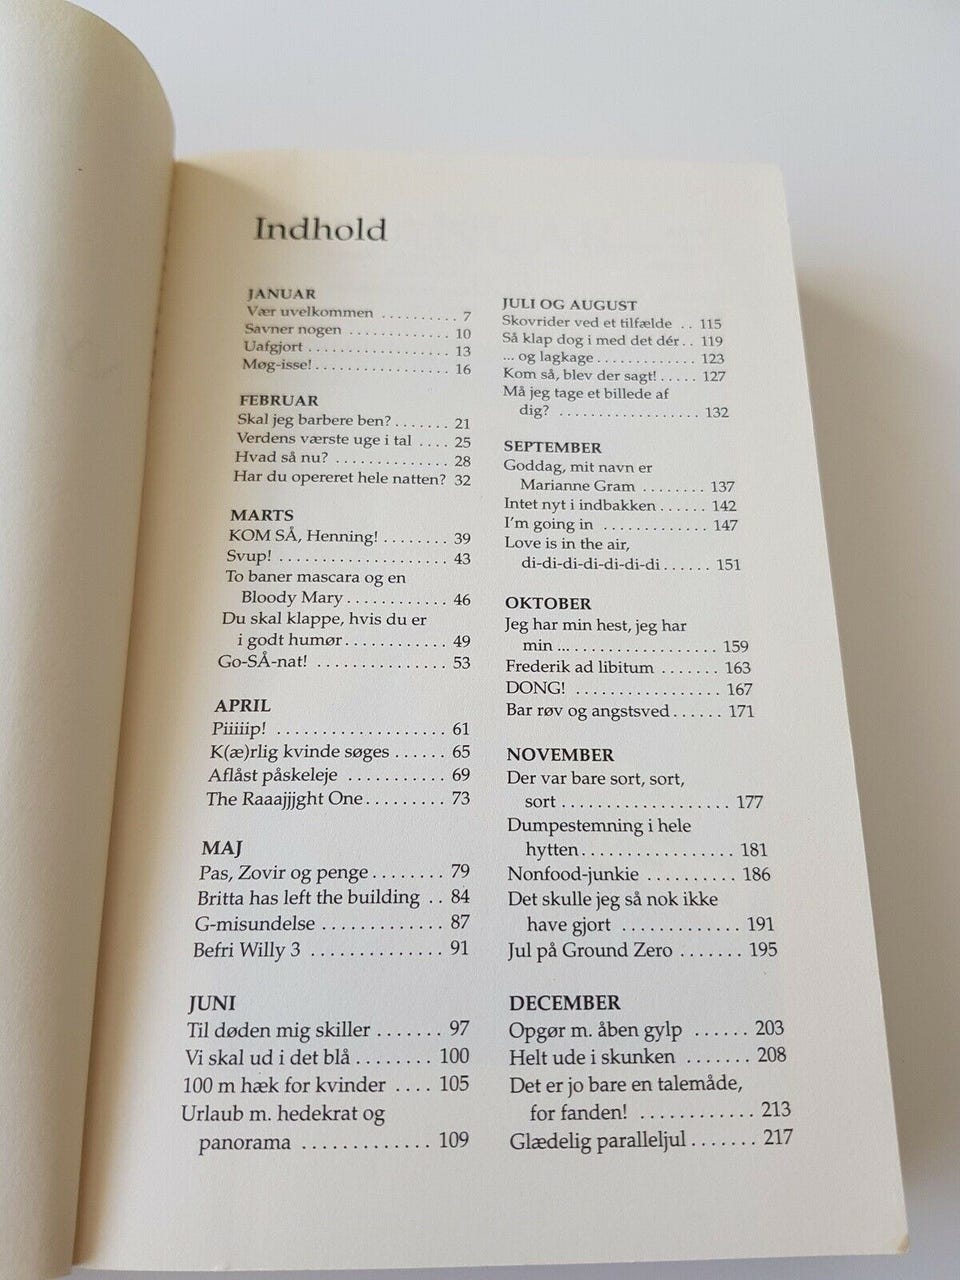 Indhold
JANUAR
Vær uvelkommen .......... 7
Savner nogen ............ 10
Uafgjort ................. 13
Møg-isse!................. 16
FEBRUAR
Skal jeg barbere ben?....... 21
Verdens værste uge i tal .... 25
Hvad så nu? .............. 28
Har du opereret hele natten? 32
MARTS
KOM SÅ, Henning! ........ 39
Svup! ..................... 43
To baner mascara og en
Bloody Mary............ 46
Du skal klappe, hvis du er
i godt humør............ 49
Go-SÅ-nat! ............... 53
APRIL
Piiiiip! .................... 61
K(æ)rlig kvinde søges ...... 65
Aflåst påskeleje ........... 69
The Raaajjjght One......... 73
MAJ
Pas, Zovir og penge........ 79
Britta has left the building .. 84
G-misundelse ............. 87
Befri Willy 3 .............. 91
JUNI
Til døden mig skiller ....... 97
Vi skal ud i det blå........ 100
100 m hæk for kvinder .... 105
Urlaub m. hedekrat og
panorama ............. 109
JULI OG AUGUST
Skovrider ved et tilfælde .. 115
Så klap dog i med det dér.. 119
... og lagkage............. 123
Kom så, blev der sagt!..... 127
Må jeg tage et billede af
dig? .................. 132
SEPTEMBER
Goddag, mit navn er
Marianne Gram ........ 137
Intet nyt i indbakken...... 142
I'm going in ............. 147
Love is in the air,
di-di-di-di-di-di-di...... 151
OKTOBER
Jeg har min hest, jeg har
min ..................... 159
Frederik ad libitum ....... 163
DONG! ................. 167
Bar røv og angstsved...... 171
NOVEMBER
Der var bare sort, sort,
sort ................... 177
Dumpestemning i hele
hytten................. 181
Nonfood-junkie .......... 186
Det skulle jeg så nok ikke
have gjort ............. 191
Jul på Ground Zero ....... 195
DECEMBER
Opgør m. åben gylp ...... 203
Helt ude i skunken ....... 208
Det er jo bare en talemåde,
for fanden! ............ 213
Glædelig paralleljul....... 217